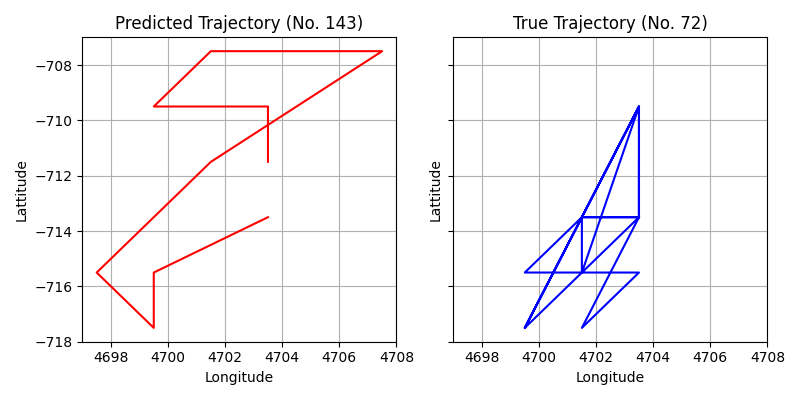 Predicted Trajectory (No. 143)
True Trajectory (No. 72)
−708
−710
−712
−714
−716
−718
Lattitude
Lattitude
4698 4700 4702 4704 4706 4708
4698 4700 4702 4704 4706 4708
Longitude
Longitude